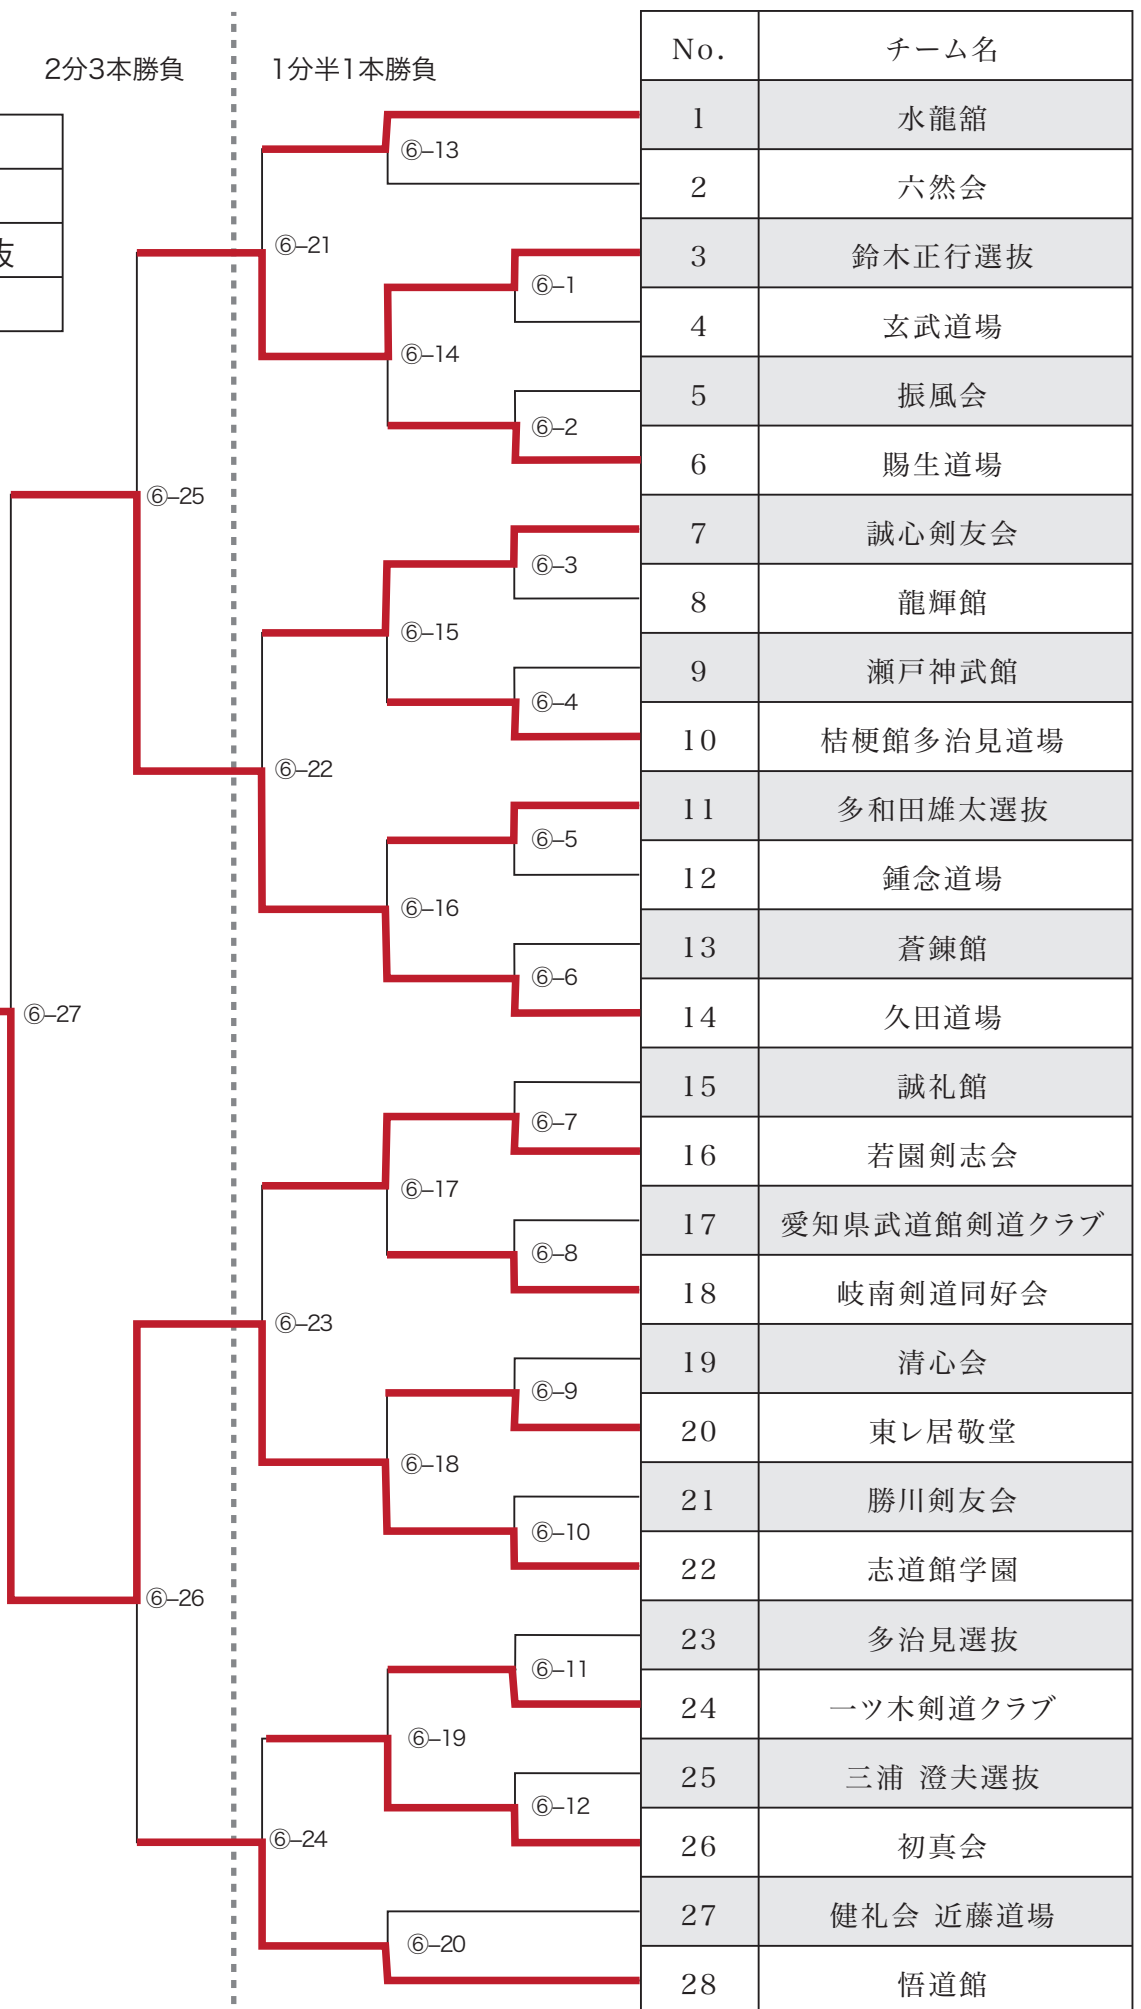 2分3本勝負
1分半1本勝負
抜
No. チーム名
1 水龍舘
2 六然会
3 鈴木正行選抜
4 玄武道場
5 振風会
6 賜生道場
7 誠心剣友会
8 龍輝館
9 瀬戸神武館
10 桔梗館多治見道場
11 多和田雄太選抜
12 鍾念道場
13 蒼錬館
14 久田道場
15 誠礼館
16 若園剣志会
17 愛知県武道館剣道クラブ
18 岐南剣道同好会
19 清心会
20 東レ居敬堂
21 勝川剣友会
22 志道館学園
23 多治見選抜
24 一ツ木剣道クラブ
25 三浦 澄夫選抜
26 初真会
27 健礼会 近藤道場
28 悟道館
⑥–13
⑥–21
⑥–1
⑥–14
⑥–2
⑥–25
⑥–3
⑥–15
⑥–4
⑥–22
⑥–5
⑥–16
⑥–6
⑥–27
⑥–7
⑥–17
⑥–8
⑥–23
⑥–9
⑥–18
⑥–10
⑥–26
⑥–11
⑥–19
⑥–12
⑥–24
⑥–20